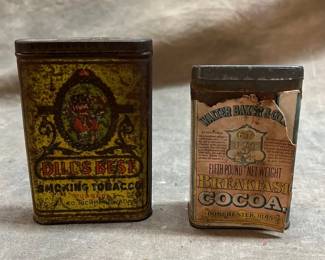 DILL'S BEST
SMOKING TOBACCO
WALTER BAKER & CO.
FIFTH POUND NET WEIGHT
BREAKFAST
COCOA.
DORCHESTER, MASS.